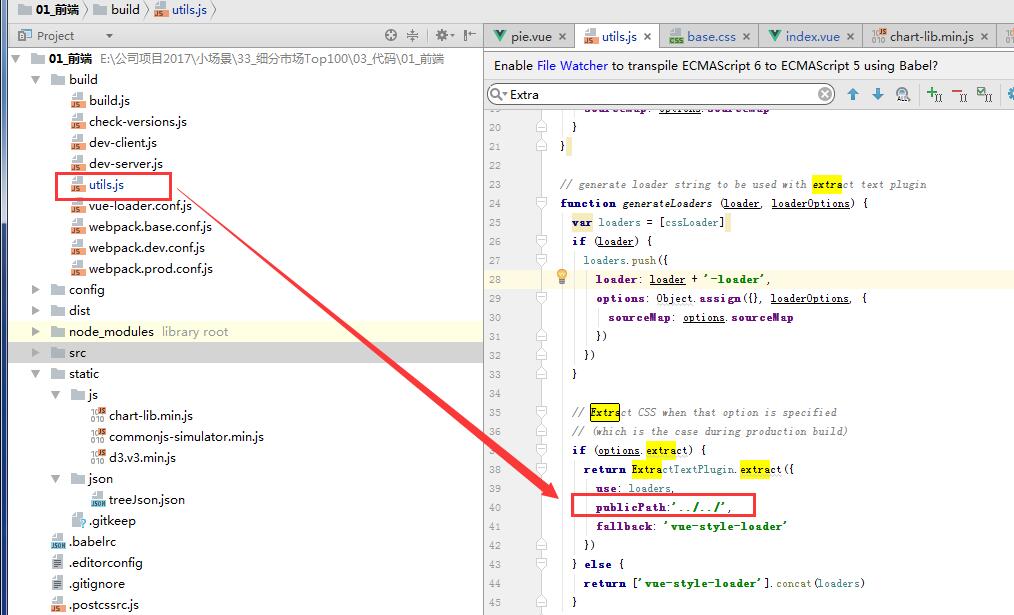 01_前端 build utils.js
Project
01_前端 E:\公司项目2017\小场景\33_细分市场Top100\03_代码\01_前端
build
build.js
check-versions.js
dev-client.js
dev-server.js
utils.js
vue-loader.conf.js
webpack.base.conf.js
webpack.dev.conf.js
webpack.prod.conf.js
config
dist
node_modules library root
src
static
js
chart-lib.min.js
commonjs-simulator.min.js
d3.v3.min.js
json
treeJson.json
.gitkeep
.babelrc
.editorconfig
.gitignore
.postcssrc.js
pie.vue utils.js base.css index.vue chart-lib.min.js
Enable File Watcher to transpile ECMAScript 6 to ECMAScript 5 using Babel?
Extra
sourceMap: options.sourceMap
20 }
21 }
22
23 // generate loader string to be used with extract text plugin
24 function generateLoaders (loader, loaderOptions) {
25 var loaders = [cssLoader]
26 if (loader) {
27 loaders.push({
28 loader: loader + '-loader',
29 options: Object.assign({}, loaderOptions, {
30 sourceMap: options.sourceMap
31 })
32 })
33 }
34
35 // Extract CSS when that option is specified
36 // (which is the case during production build)
if (options.extract) {
38 return ExtractTextPlugin.extract({
39 use: loaders,
40 publicPath:'../../',
41 fallback: 'vue-style-loader'
42 })
43 } else {
44 return ['vue-style-loader'].concat(loaders)
45 }